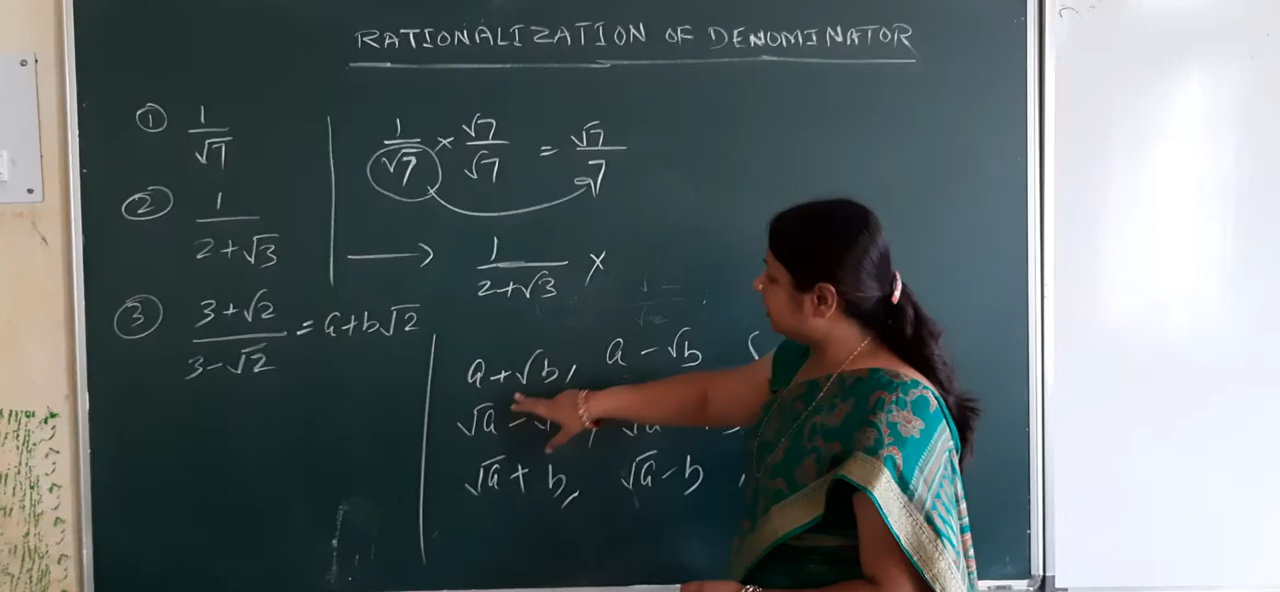 RATIONALIZATION OF DENOMINATOR
① 1/√7
1/√7 × √7/√7 = √7/7
② 1/(2+√3)
→ 1/(2+√3) ×
③ (3+√2)/(3-√2) = a+b√2
a+√b, a-√b
√a -
√a + b, √a - b,